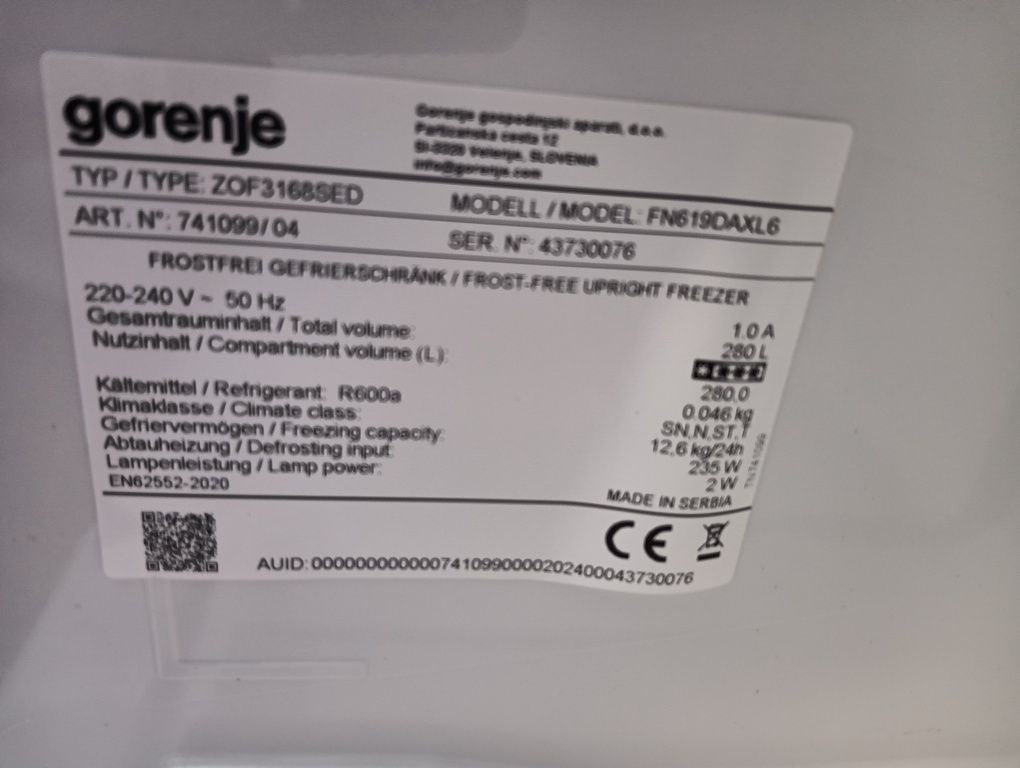 gorenje
Gorenje gospodinjski aparati, d.o.o.
Partizanska cesta 12
SI-3320 Velenje, SLOVENIA
info@gorenje.com
TYP / TYPE: ZOF3168SED
MODELL / MODEL: FN619DAXL6
ART. N°: 741099/04
SER. N°: 43730076
FROSTFREI GEFRIERSCHRÄNK / FROST-FREE UPRIGHT FREEZER
220-240 V ~ 50 Hz 1.0 A
Gesamtrauminhalt / Total volume: 280 L
Nutzinhalt / Compartment volume (L):
280,0
Kältemittel / Refrigerant: R600a 0.046 kg
Klimaklasse / Climate class: SN,N,ST,T
Gefriervermögen / Freezing capacity: 12,6 kg/24h
Abtauheizung / Defrosting input: 235 W
Lampenleistung / Lamp power: 2 W
EN62552-2020
MADE IN SERBIA
CE
AUID: 0000000000007410990000202400043730076